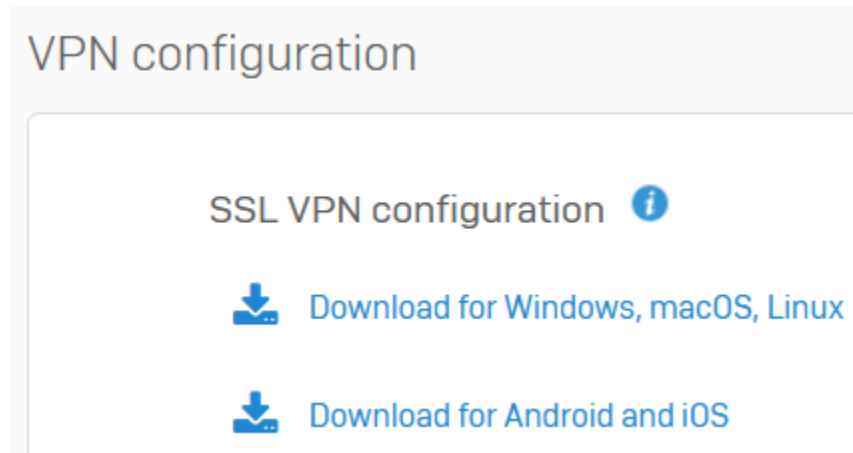 VPN configuration
SSL VPN configuration
Download for Windows, macOS, Linux
Download for Android and iOS